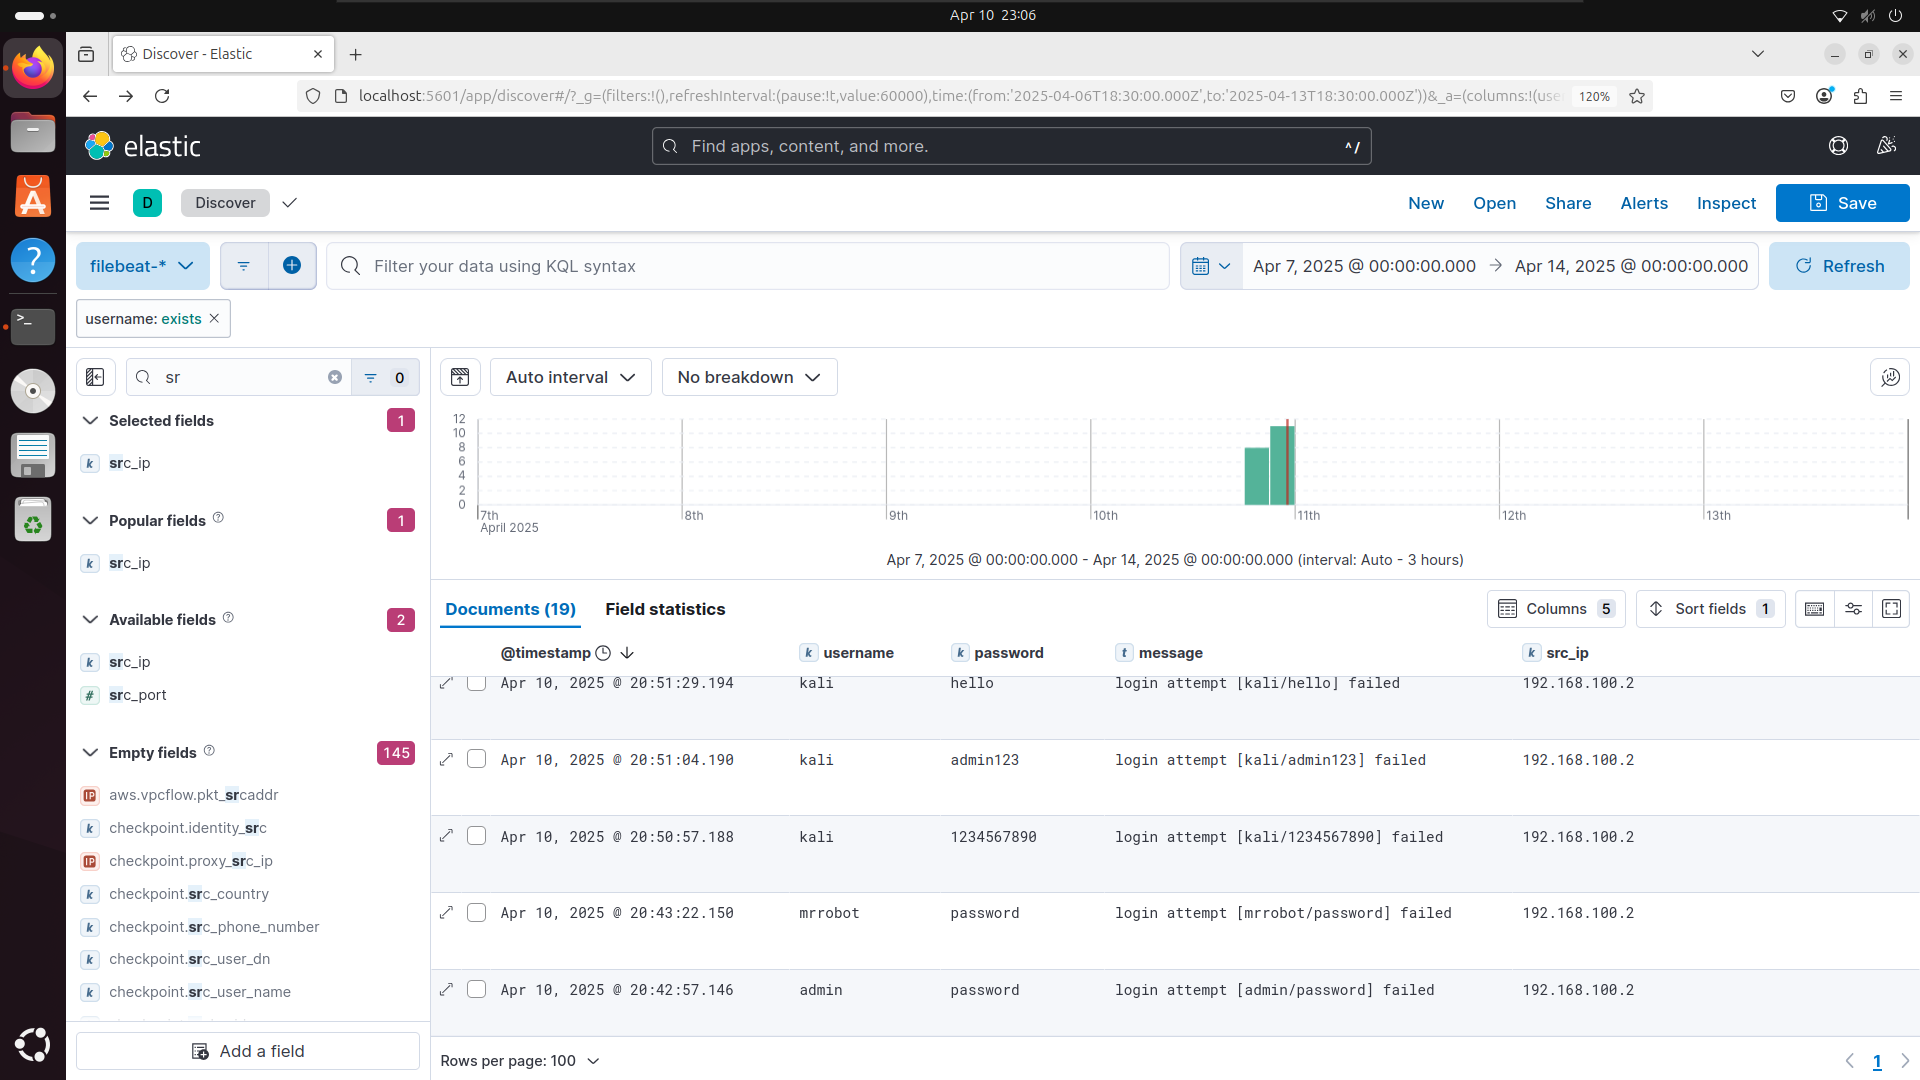 Apr 10 23:06
Discover - Elastic
localhost:5601/app/discover#/?_g=(filters:!(),refreshInterval:(pause:!t,value:60000),time:(from:'2025-04-06T18:30:00.000Z',to:'2025-04-13T18:30:00.000Z'))&_a=(columns:!(use
120%
elastic
Find apps, content, and more.
^/
D
Discover
New
Open
Share
Alerts
Inspect
Save
filebeat-*
Filter your data using KQL syntax
Apr 7, 2025 @ 00:00:00.000 → Apr 14, 2025 @ 00:00:00.000
Refresh
username: exists
sr
0
Selected fields 1
k src_ip
Popular fields 1
k src_ip
Available fields 2
k src_ip
# src_port
Empty fields 145
IP aws.vpcflow.pkt_srcaddr
k checkpoint.identity_src
IP checkpoint.proxy_src_ip
k checkpoint.src_country
k checkpoint.src_phone_number
k checkpoint.src_user_dn
k checkpoint.src_user_name
Add a field
Auto interval
No breakdown
12
10
8
6
4
2
0
7th 8th 9th 10th 11th 12th 13th
April 2025
Apr 7, 2025 @ 00:00:00.000 - Apr 14, 2025 @ 00:00:00.000 (interval: Auto - 3 hours)
Documents (19)
Field statistics
Columns 5
Sort fields 1
@timestamp k username k password t message k src_ip
Apr 10, 2025 @ 20:51:29.194 kali hello login attempt [kali/hello] failed 192.168.100.2
Apr 10, 2025 @ 20:51:04.190 kali admin123 login attempt [kali/admin123] failed 192.168.100.2
Apr 10, 2025 @ 20:50:57.188 kali 1234567890 login attempt [kali/1234567890] failed 192.168.100.2
Apr 10, 2025 @ 20:43:22.150 mrrobot password login attempt [mrrobot/password] failed 192.168.100.2
Apr 10, 2025 @ 20:42:57.146 admin password login attempt [admin/password] failed 192.168.100.2
Rows per page: 100
1